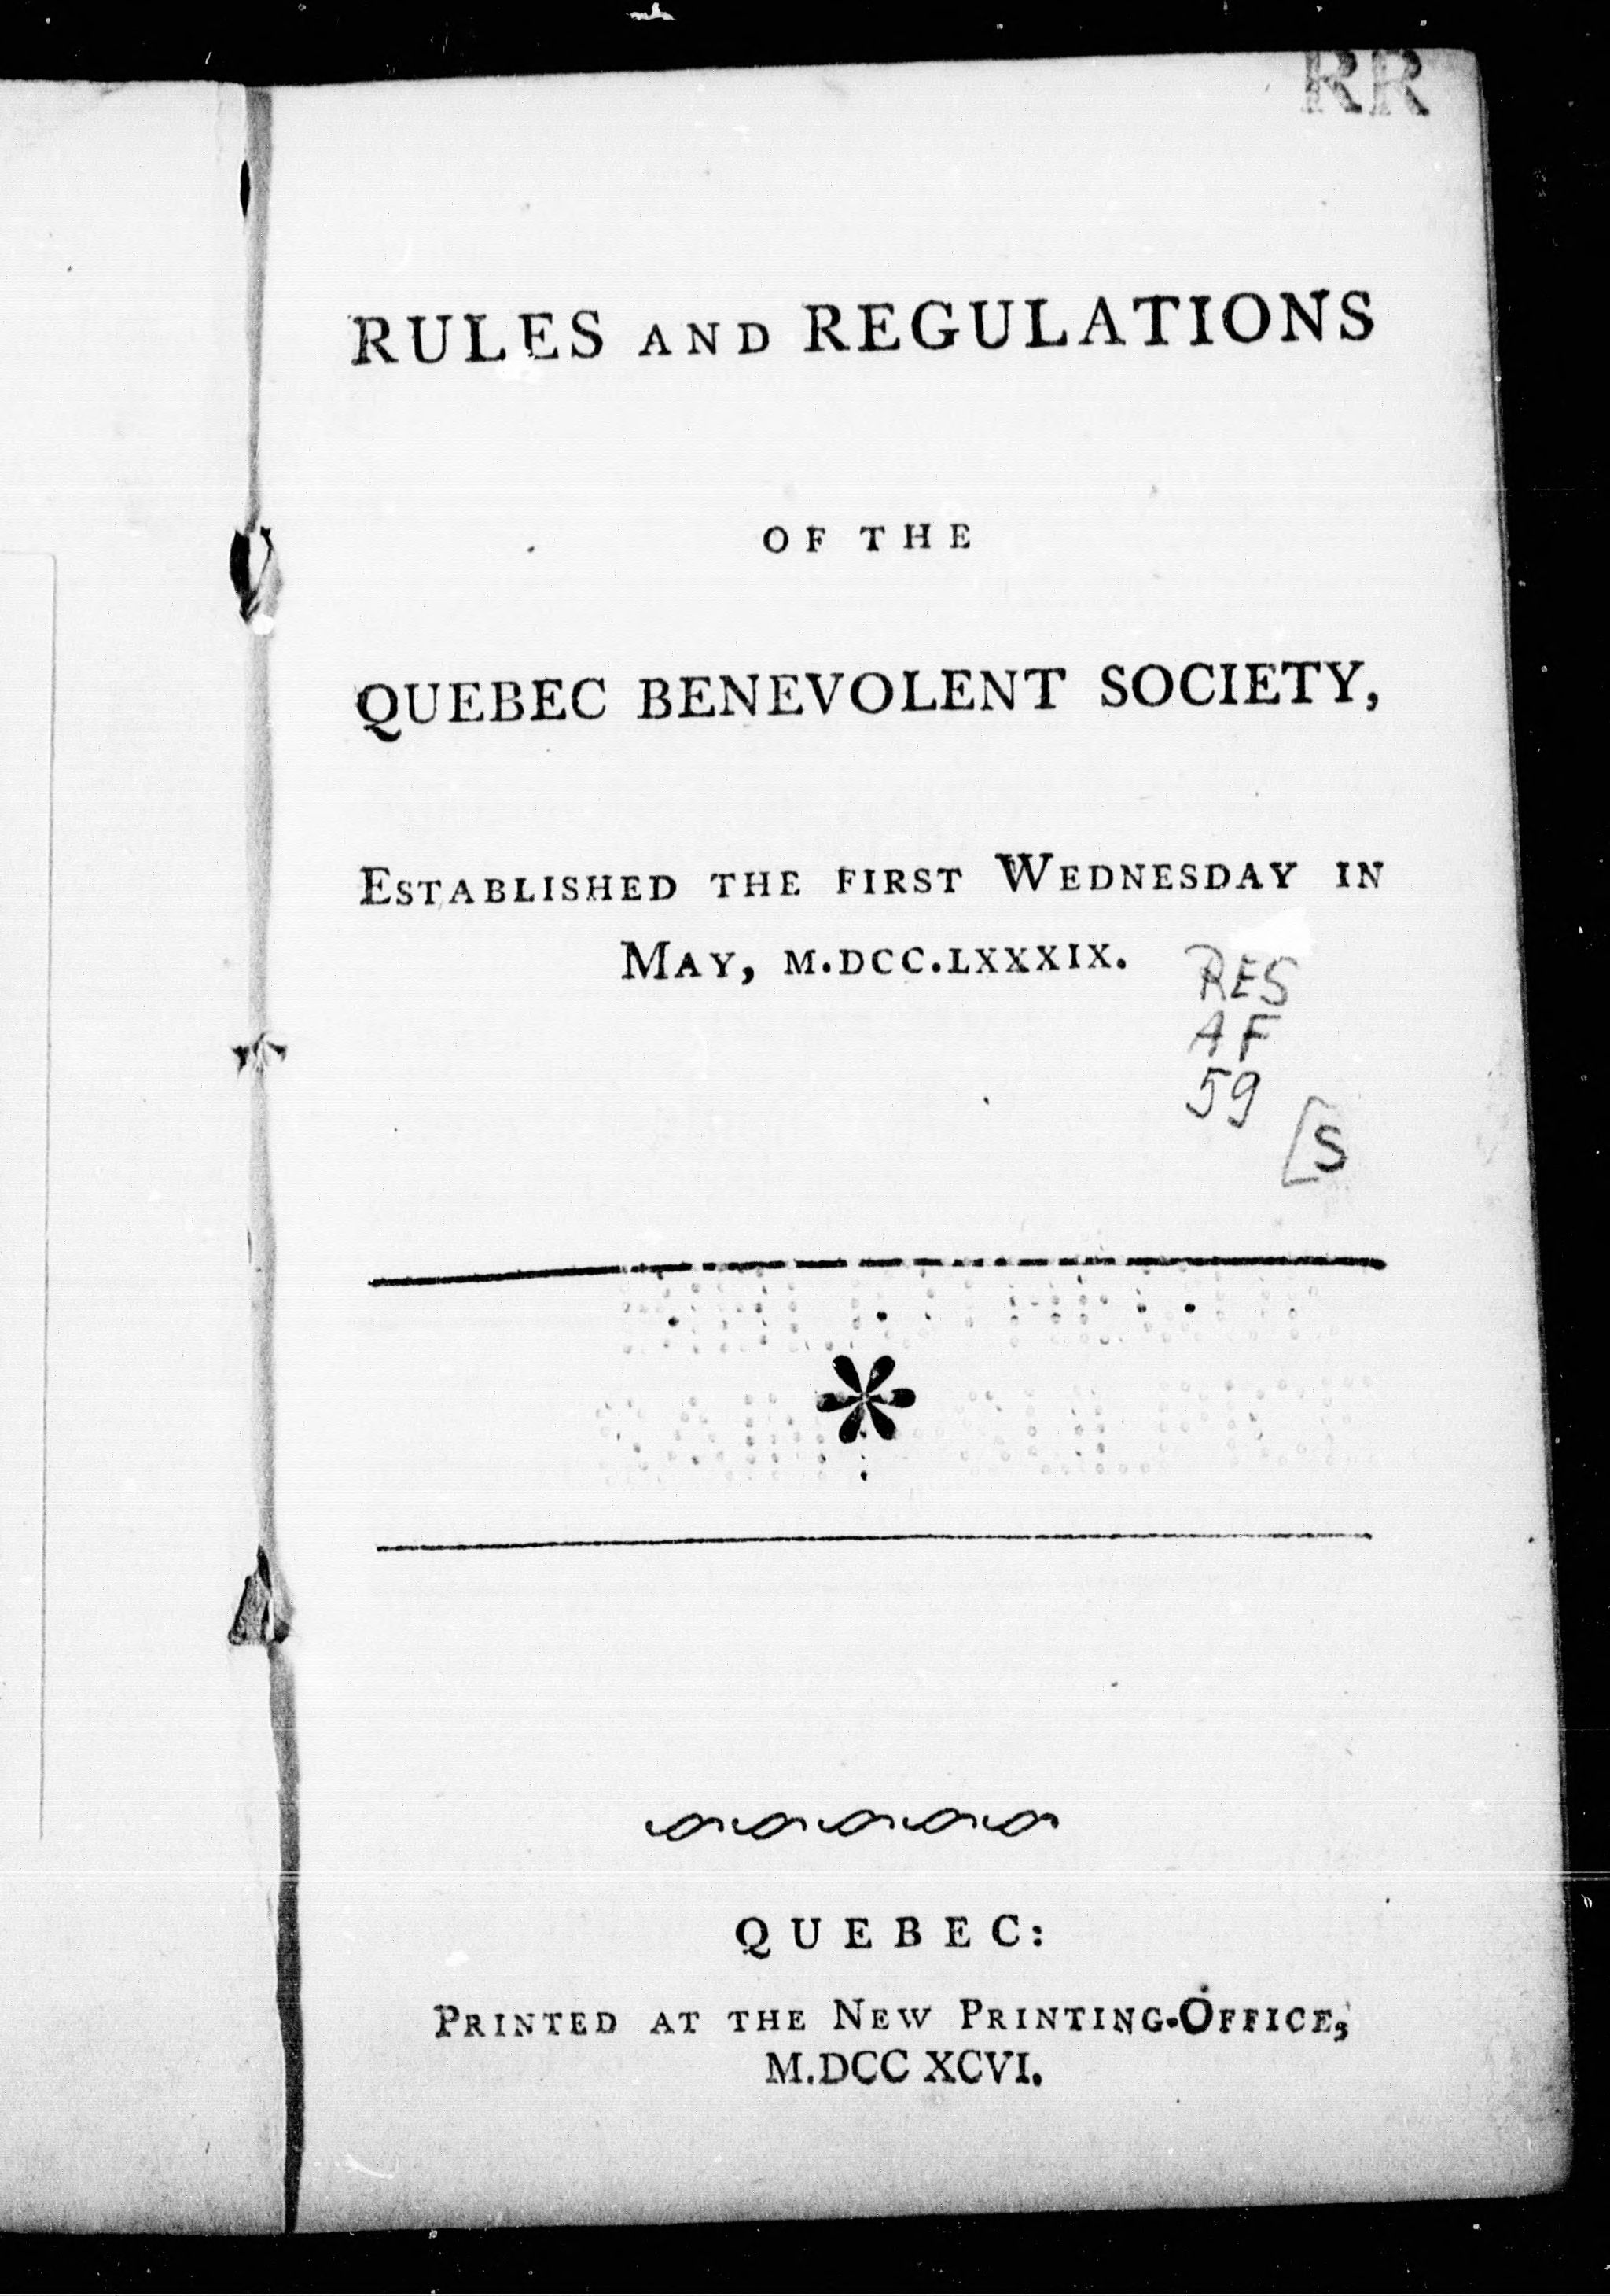 RR
RULES AND REGULATIONS
OF THE
QUEBEC BENEVOLENT SOCIETY,
ESTABLISHED THE FIRST WEDNESDAY IN
MAY, M.DCC.LXXXIX.
RES
AF
59
[S
*
QUEBEC:
PRINTED AT THE NEW PRINTING-OFFICE,
M.DCC XCVI.